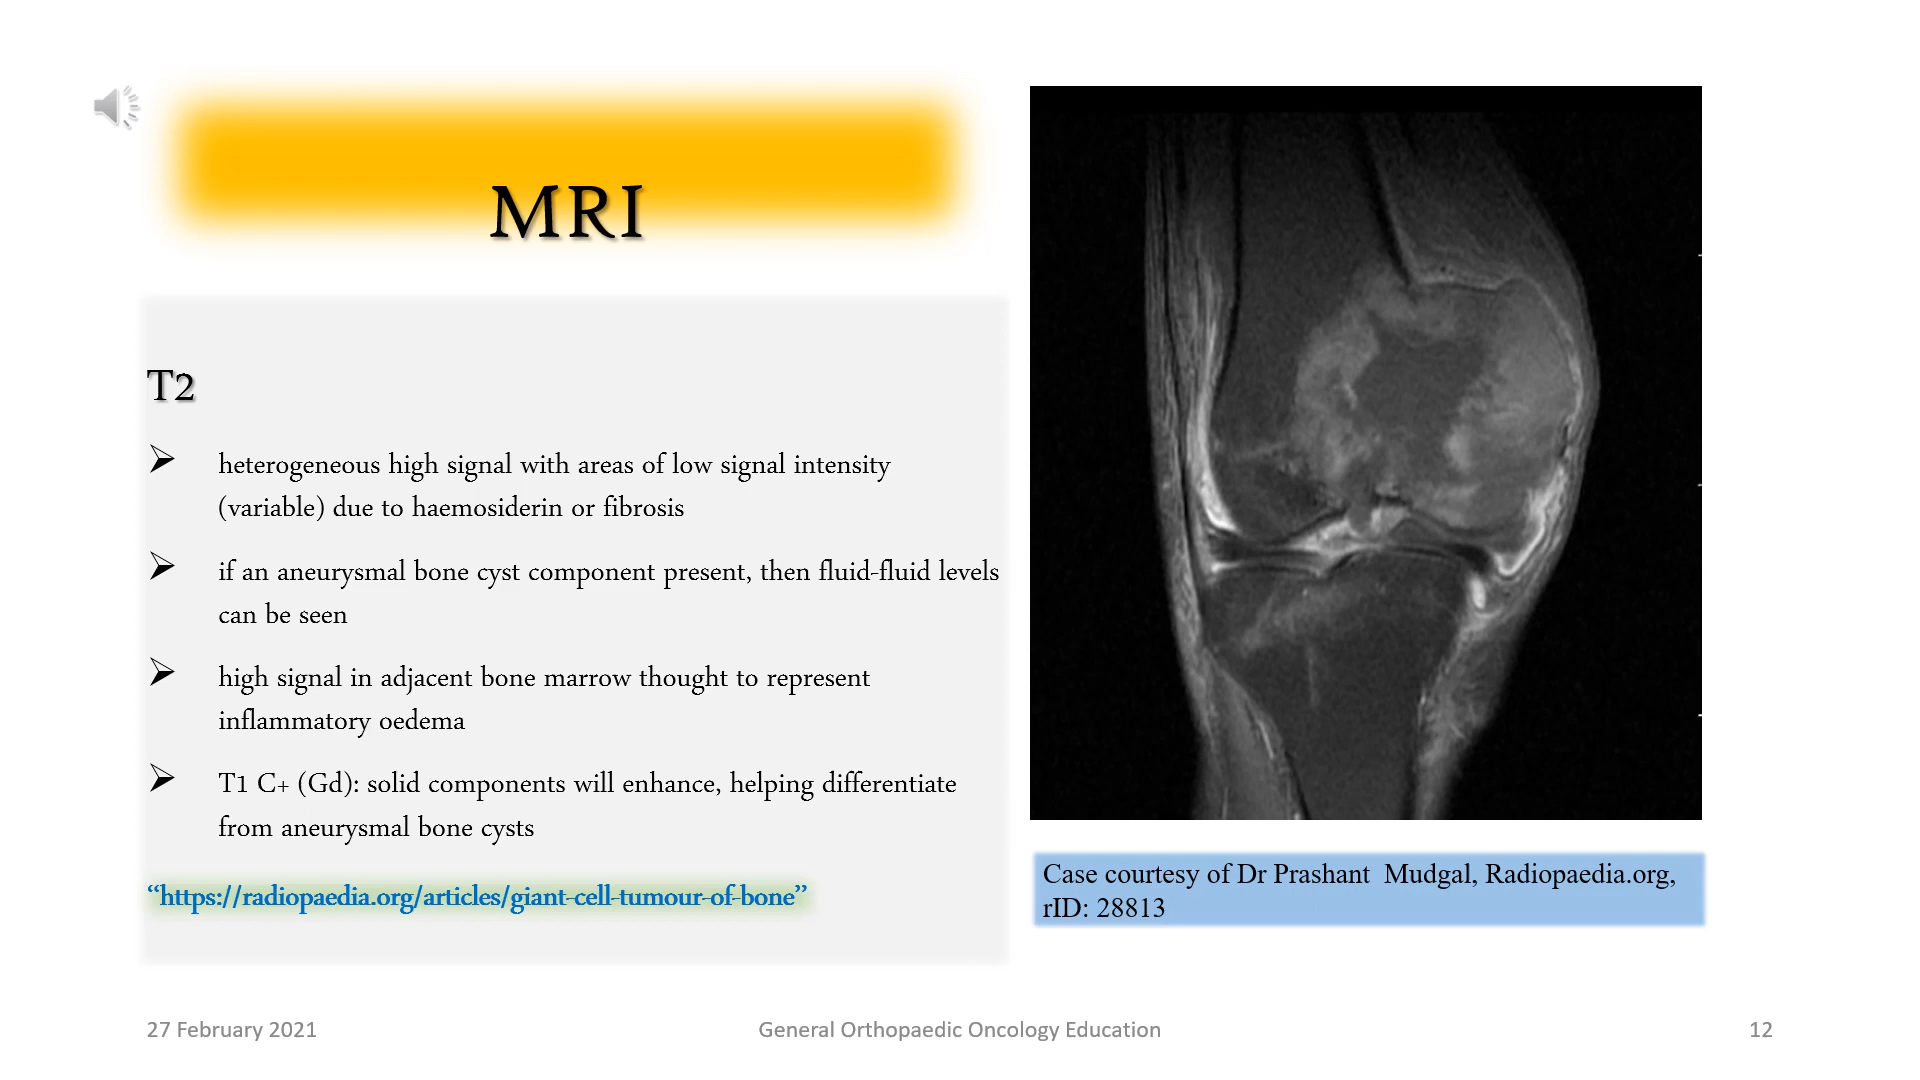 MRI
T2
➢ heterogeneous high signal with areas of low signal intensity
(variable) due to haemosiderin or fibrosis
➢ if an aneurysmal bone cyst component present, then fluid-fluid levels
can be seen
➢ high signal in adjacent bone marrow thought to represent
inflammatory oedema
➢ T1 C+ (Gd): solid components will enhance, helping differentiate
from aneurysmal bone cysts
“https://radiopaedia.org/articles/giant-cell-tumour-of-bone”
Case courtesy of Dr Prashant  Mudgal, Radiopaedia.org,
rID: 28813
27 February 2021
General Orthopaedic Oncology Education
12